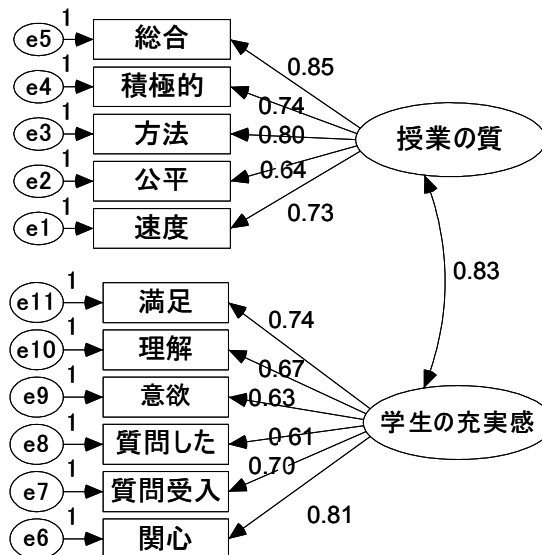 1
e5 総合
0.85
1
e4 積極的
0.74
1
e3 方法
0.80
授業の質
1
e2 公平
0.64
1
e1 速度
0.73
0.83
1
e11 満足
0.74
1
e10 理解
0.67
1
e9 意欲
0.63
学生の充実感
1
e8 質問した
0.61
1
e7 質問受入
0.70
1
e6 関心
0.81